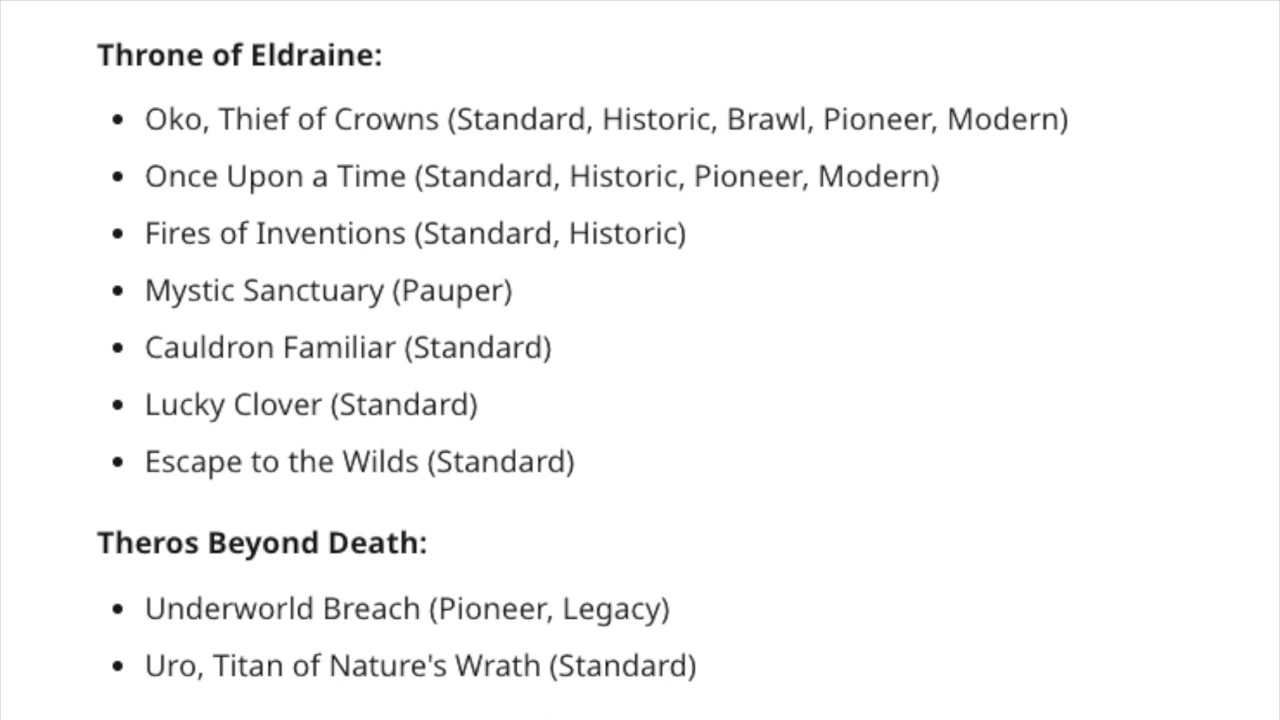 Throne of Eldraine:
• Oko, Thief of Crowns (Standard, Historic, Brawl, Pioneer, Modern)
• Once Upon a Time (Standard, Historic, Pioneer, Modern)
• Fires of Inventions (Standard, Historic)
• Mystic Sanctuary (Pauper)
• Cauldron Familiar (Standard)
• Lucky Clover (Standard)
• Escape to the Wilds (Standard)
Theros Beyond Death:
• Underworld Breach (Pioneer, Legacy)
• Uro, Titan of Nature's Wrath (Standard)